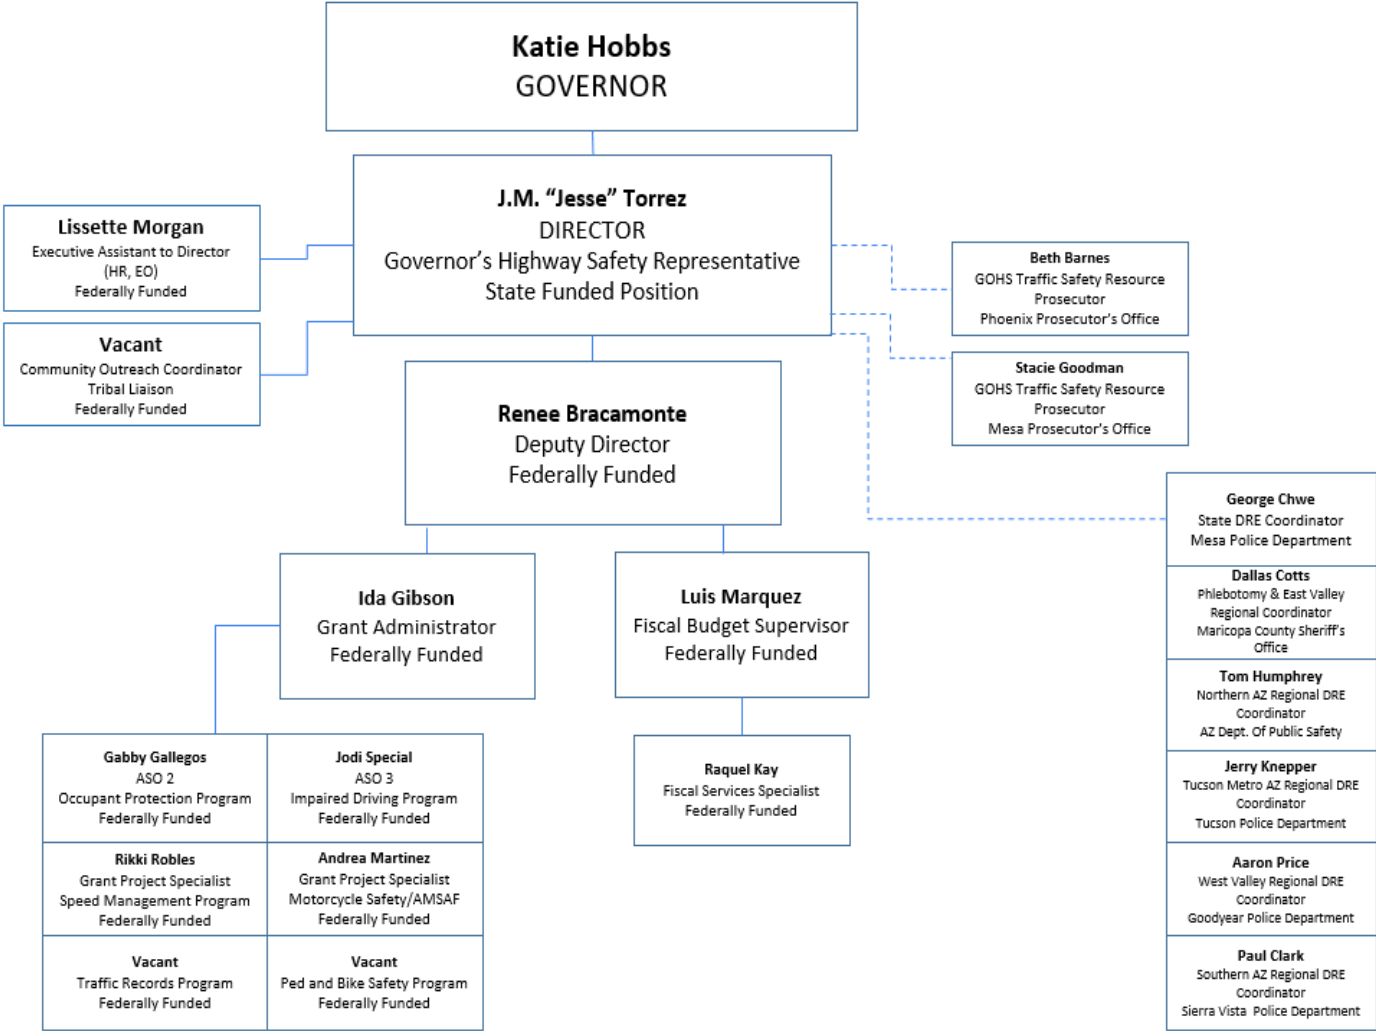 Katie Hobbs
GOVERNOR
J.M. “Jesse” Torrez
DIRECTOR
Governor’s Highway Safety Representative
State Funded Position
Lissette Morgan
Executive Assistant to Director
(HR, EO)
Federally Funded
Vacant
Community Outreach Coordinator
Tribal Liaison
Federally Funded
Beth Barnes
GOHS Traffic Safety Resource
Prosecutor
Phoenix Prosecutor’s Office
Stacie Goodman
GOHS Traffic Safety Resource
Prosecutor
Mesa Prosecutor’s Office
Renee Bracamonte
Deputy Director
Federally Funded
Ida Gibson
Grant Administrator
Federally Funded
Luis Marquez
Fiscal Budget Supervisor
Federally Funded
Raquel Kay
Fiscal Services Specialist
Federally Funded
Gabby Gallegos
ASO 2
Occupant Protection Program
Federally Funded
Jodi Special
ASO 3
Impaired Driving Program
Federally Funded
Rikki Robles
Grant Project Specialist
Speed Management Program
Federally Funded
Andrea Martinez
Grant Project Specialist
Motorcycle Safety/AMSAF
Federally Funded
Vacant
Traffic Records Program
Federally Funded
Vacant
Ped and Bike Safety Program
Federally Funded
George Chwe
State DRE Coordinator
Mesa Police Department
Dallas Cotts
Phlebotomy & East Valley
Regional Coordinator
Maricopa County Sheriff’s
Office
Tom Humphrey
Northern AZ Regional DRE
Coordinator
AZ Dept. Of Public Safety
Jerry Knepper
Tucson Metro AZ Regional DRE
Coordinator
Tucson Police Department
Aaron Price
West Valley Regional DRE
Coordinator
Goodyear Police Department
Paul Clark
Southern AZ Regional DRE
Coordinator
Sierra Vista Police Department